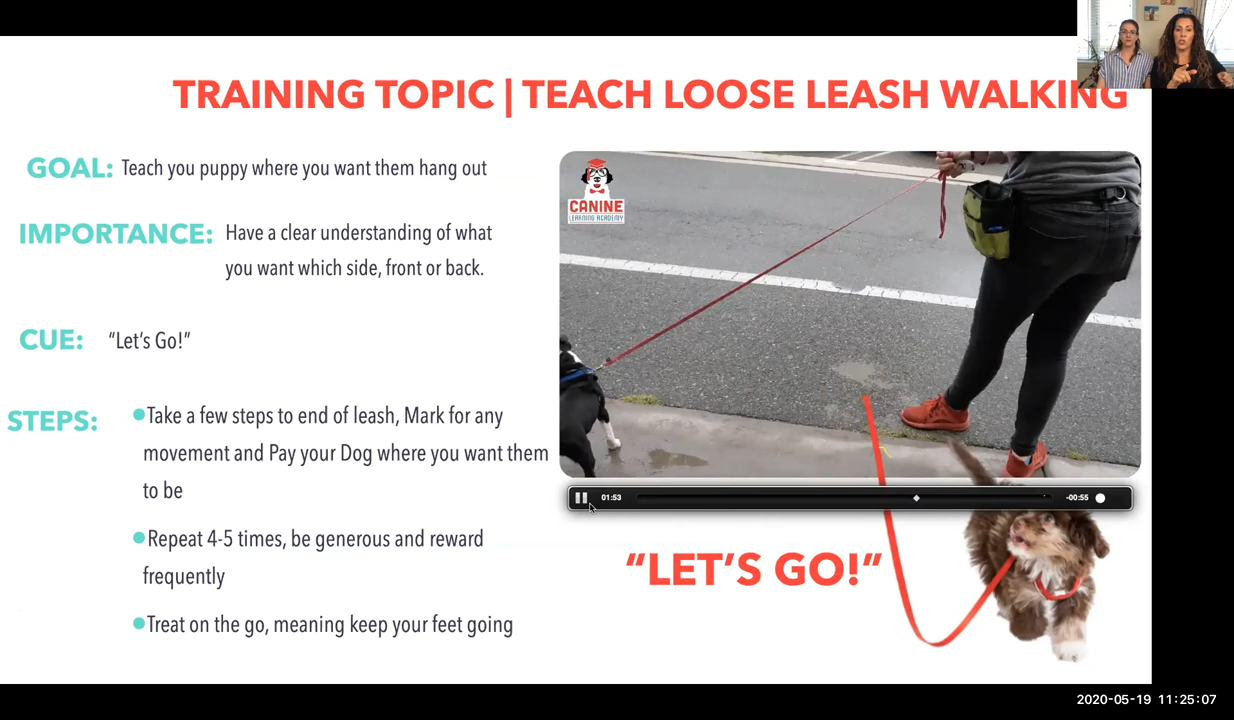 TRAINING TOPIC | TEACH LOOSE LEASH WALKING
GOAL: Teach you puppy where you want them hang out
IMPORTANCE: Have a clear understanding of what
you want which side, front or back.
CUE: “Let’s Go!”
STEPS: Take a few steps to end of leash, Mark for any
movement and Pay your Dog where you want them
to be
Repeat 4-5 times, be generous and reward
frequently
Treat on the go, meaning keep your feet going
CANINE
LEARNING ACADEMY
01:53 -00:55
“LET’S GO!”
2020-05-19 11:25:07